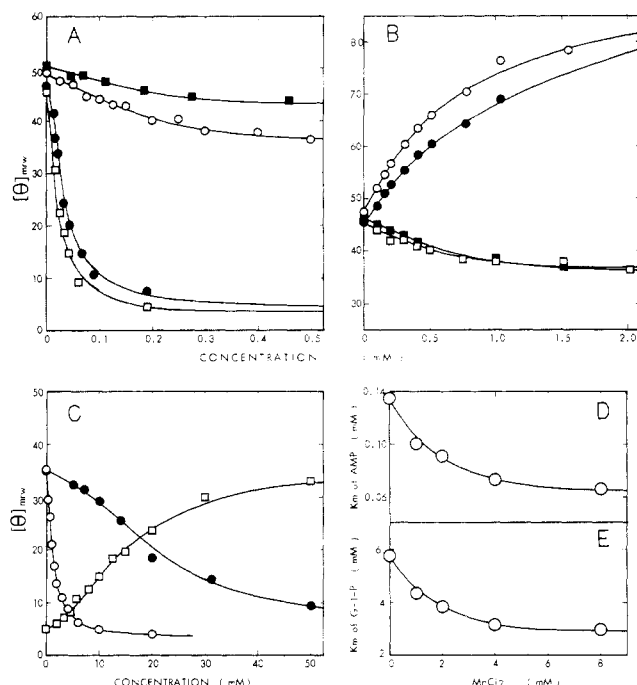 A
B
[θ]mrw
60
50
40
30
20
10
0
0 0.1 0.2 0.3 0.4 0.5
CONCENTRATION
80
70
60
50
40
30
0 0.5 1.0 1.5 2.0
( mM )
C
D
E
[θ]mrw
50
40
30
20
10
0
0 10 20 30 40 50
CONCENTRATION ( mM )
Km of AMP ( mM )
0.14
0.10
0.06
Km of G-1-P ( mM )
6
4
2
0 2 4 6 8
( mM )